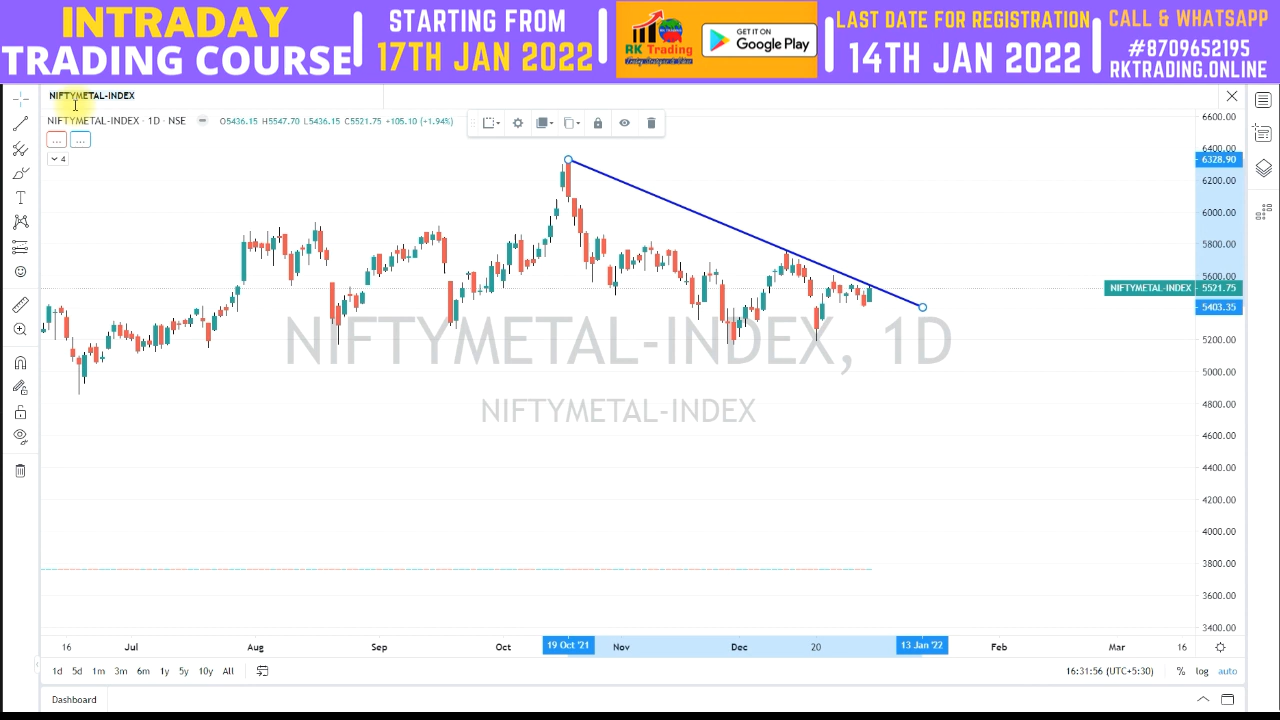 INTRADAY
TRADING COURSE
STARTING FROM
17TH JAN 2022
RK Trading
GET IT ON
Google Play
LAST DATE FOR REGISTRATION
14TH JAN 2022
CALL & WHATSAPP
#8709652195
RKTRADING.ONLINE
NIFTYMETAL-INDEX
NIFTYMETAL-INDEX · 1D · NSE
O5436.15 H5547.70 L5436.15 C5521.75 +105.10 (+1.94%)
4
6600.00
6400.00
6328.90
6200.00
6000.00
5800.00
5600.00
NIFTYMETAL-INDEX 5521.75
5403.35
5200.00
5000.00
4800.00
4600.00
4400.00
4200.00
4000.00
3800.00
3600.00
3400.00
NIFTYMETAL-INDEX, 1D
NIFTYMETAL-INDEX
16 Jul Aug Sep Oct 19 Oct '21 Nov Dec 20 13 Jan '22 Feb Mar 16
1d 5d 1m 3m 6m 1y 5y 10y All
16:31:56 (UTC+5:30) % log auto
Dashboard